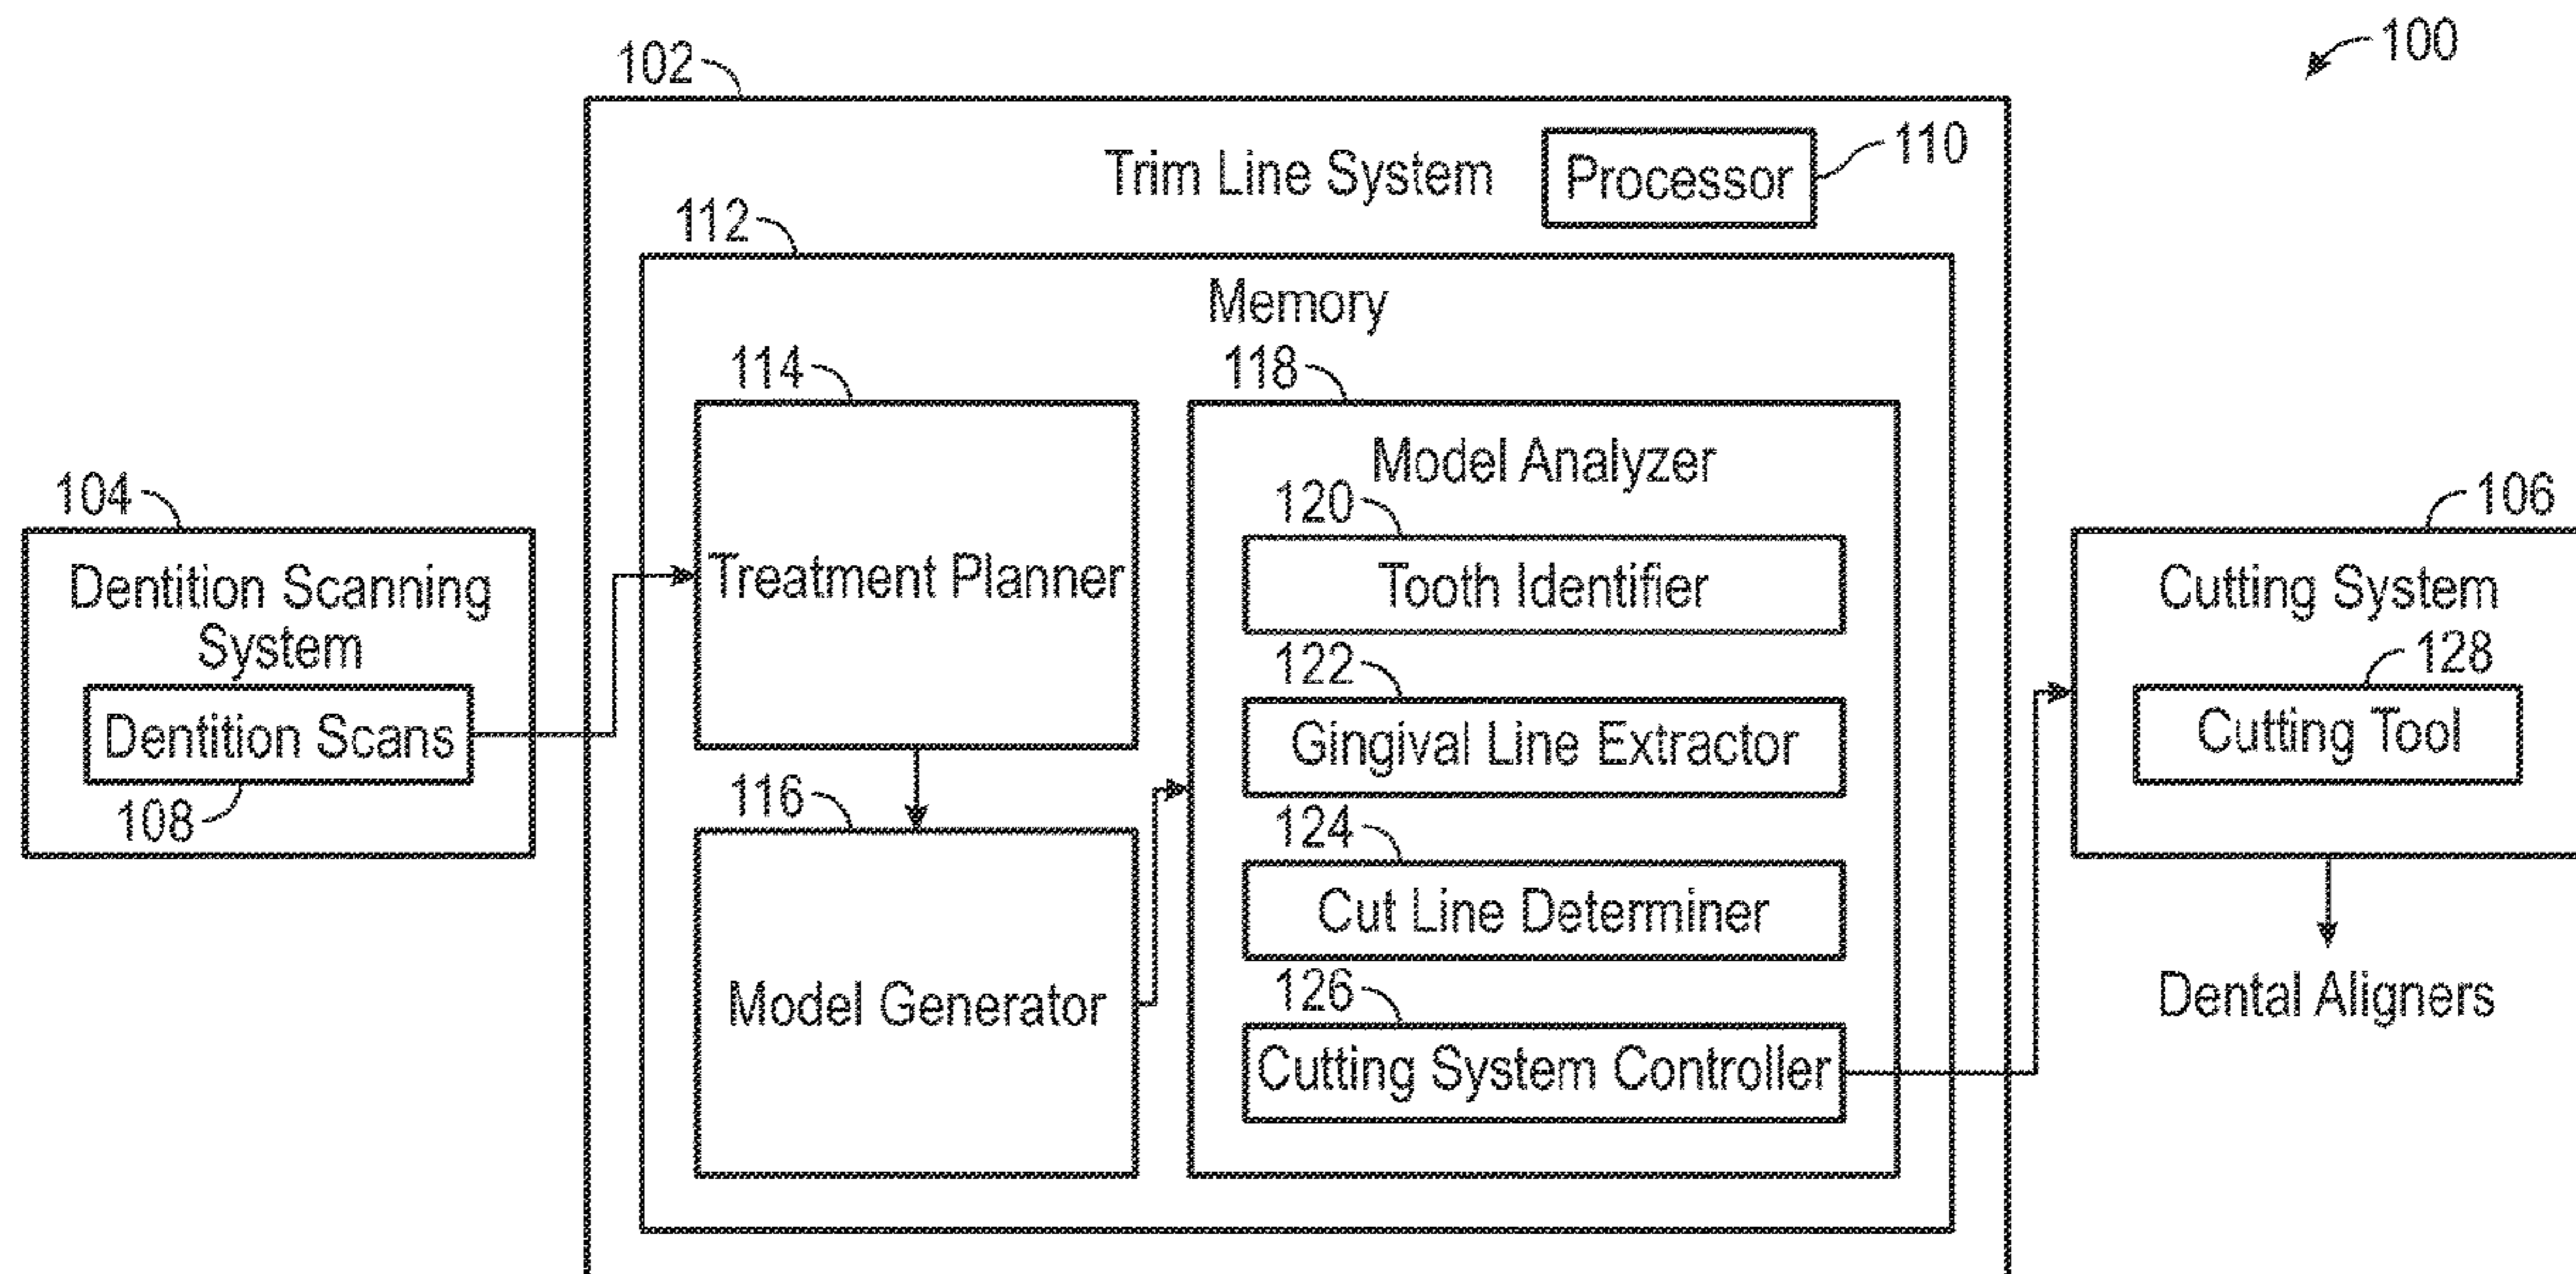 100
102
Trim Line System
Processor
110
112
Memory
114
118
Treatment Planner
Model Analyzer
104
120
106
Dentition Scanning
System
Tooth Identifier
Cutting System
122
128
Dentition Scans
Gingival Line Extractor
Cutting Tool
108
116
124
Model Generator
Cut Line Determiner
126
Dental Aligners
Cutting System Controller